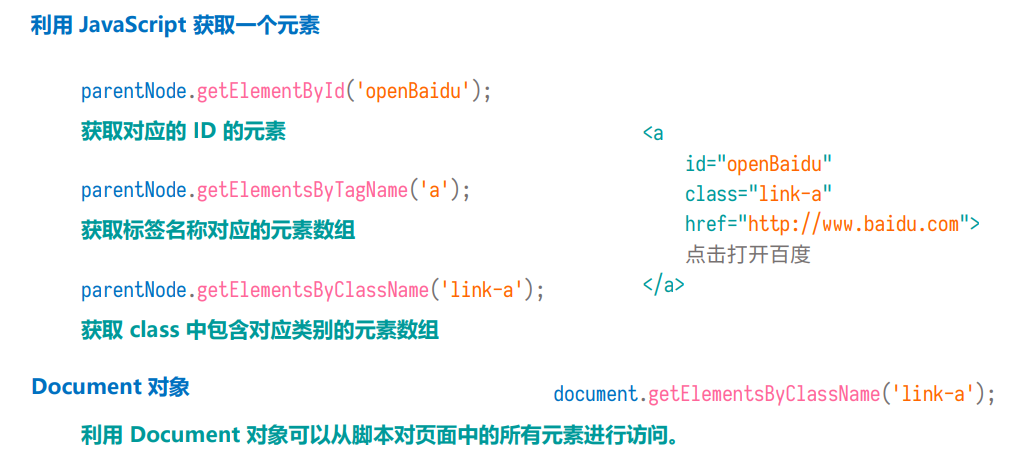 利用 JavaScript 获取一个元素
parentNode.getElementById('openBaidu');
获取对应的 ID 的元素
parentNode.getElementsByTagName('a');
获取标签名称对应的元素数组
parentNode.getElementsByClassName('link-a');
获取 class 中包含对应类别的元素数组
<a
id="openBaidu"
class="link-a"
href="http://www.baidu.com">
点击打开百度
</a>
Document 对象
document.getElementsByClassName('link-a');
利用 Document 对象可以从脚本对页面中的所有元素进行访问。